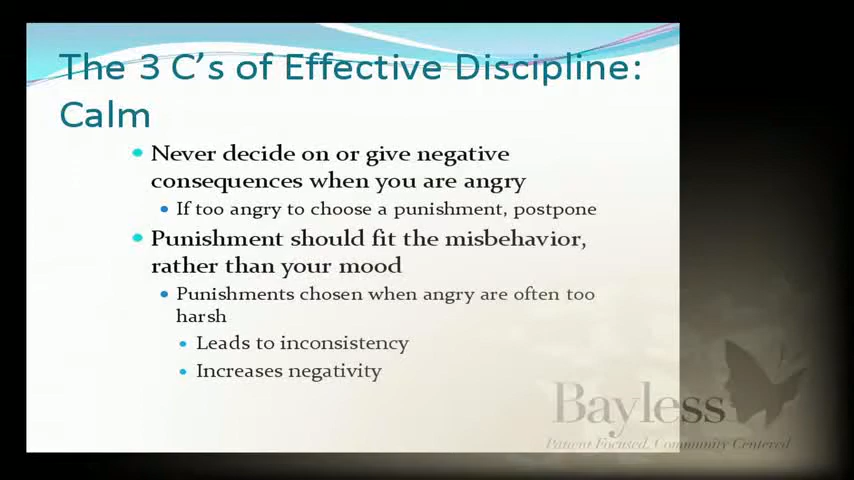 The 3 C's of Effective Discipline:
Calm
• Never decide on or give negative
consequences when you are angry
• If too angry to choose a punishment, postpone
• Punishment should fit the misbehavior,
rather than your mood
• Punishments chosen when angry are often too
harsh
• Leads to inconsistency
• Increases negativity
Bayless
Patient Focused, Community Centered